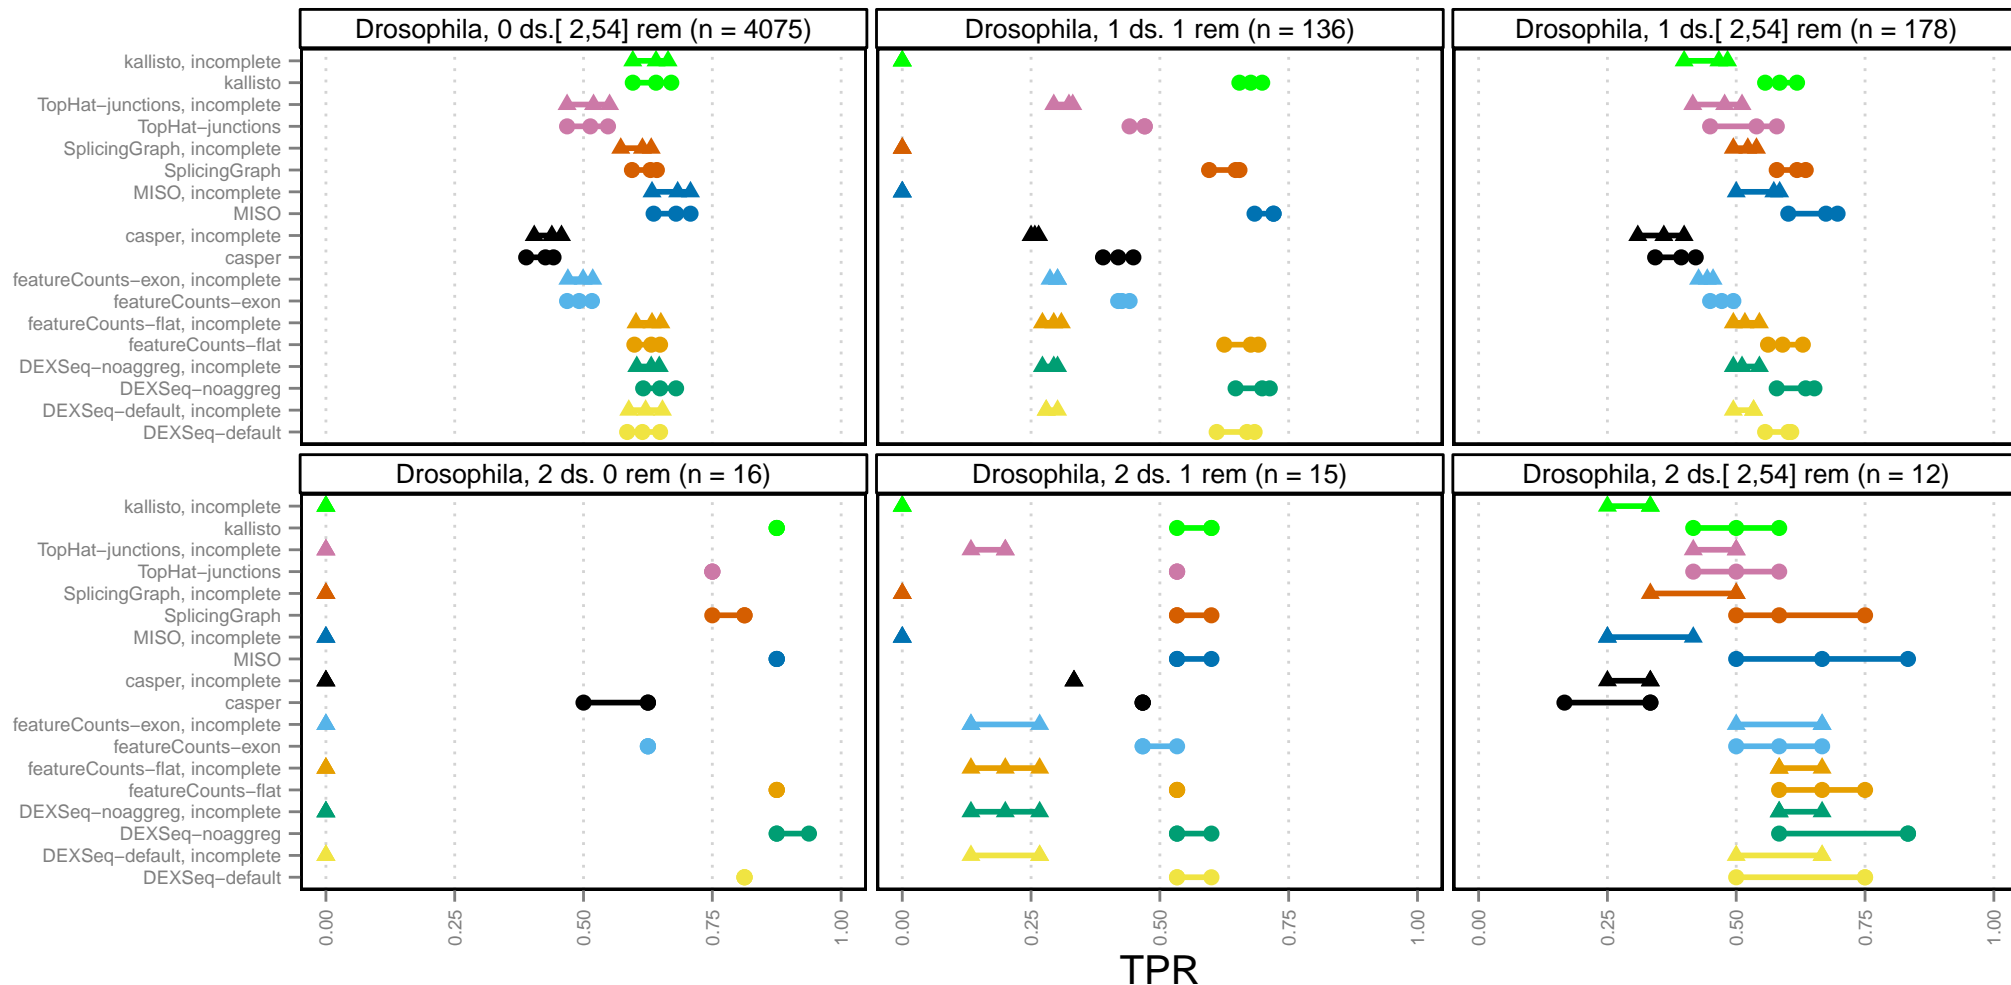 Drosophila, 0 ds.[ 2,54] rem (n = 4075)
Drosophila, 1 ds. 1 rem (n = 136)
Drosophila, 1 ds.[ 2,54] rem (n = 178)
kallisto, incomplete
kallisto
TopHat−junctions, incomplete
TopHat−junctions
SplicingGraph, incomplete
SplicingGraph
MISO, incomplete
MISO
casper, incomplete
casper
featureCounts−exon, incomplete
featureCounts−exon
featureCounts−flat, incomplete
featureCounts−flat
DEXSeq−noaggreg, incomplete
DEXSeq−noaggreg
DEXSeq−default, incomplete
DEXSeq−default
Drosophila, 2 ds. 0 rem (n = 16)
Drosophila, 2 ds. 1 rem (n = 15)
Drosophila, 2 ds.[ 2,54] rem (n = 12)
kallisto, incomplete
kallisto
TopHat−junctions, incomplete
TopHat−junctions
SplicingGraph, incomplete
SplicingGraph
MISO, incomplete
MISO
casper, incomplete
casper
featureCounts−exon, incomplete
featureCounts−exon
featureCounts−flat, incomplete
featureCounts−flat
DEXSeq−noaggreg, incomplete
DEXSeq−noaggreg
DEXSeq−default, incomplete
DEXSeq−default
0.00 0.25 0.50 0.75 1.00
0.00 0.25 0.50 0.75 1.00
0.00 0.25 0.50 0.75 1.00
TPR